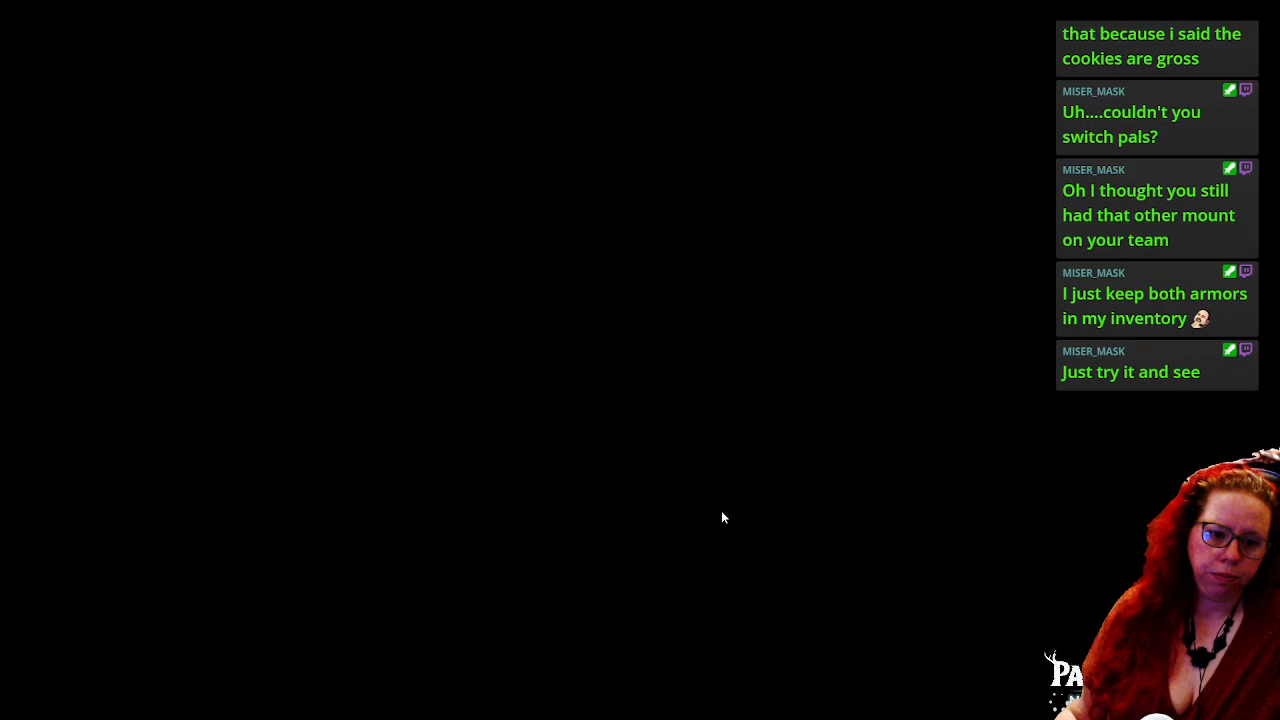 that because i said the
cookies are gross
MISER_MASK
Uh....couldn't you
switch pals?
MISER_MASK
Oh I thought you still
had that other mount
on your team
MISER_MASK
I just keep both armors
in my inventory
MISER_MASK
Just try it and see
PA